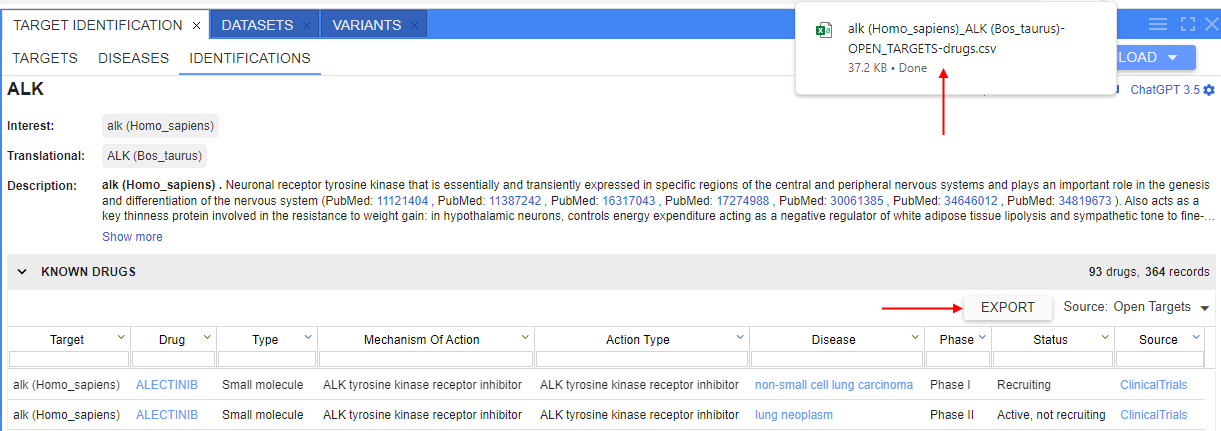 TARGET IDENTIFICATION × DATASETS × VARIANTS ×
alk (Homo_sapiens)_ALK (Bos_taurus)-
OPEN_TARGETS-drugs.csv
37.2 KB • Done
TARGETS DISEASES IDENTIFICATIONS
LOAD
ALK
ChatGPT 3.5
Interest: alk (Homo_sapiens)
Translational: ALK (Bos_taurus)
Description: alk (Homo_sapiens) . Neuronal receptor tyrosine kinase that is essentially and transiently expressed in specific regions of the central and peripheral nervous systems and plays an important role in the genesis
and differentiation of the nervous system (PubMed: 11121404 , PubMed: 11387242 , PubMed: 16317043 , PubMed: 17274988 , PubMed: 30061385 , PubMed: 34646012 , PubMed: 34819673 ). Also acts as a
key thinness protein involved in the resistance to weight gain: in hypothalamic neurons, controls energy expenditure acting as a negative regulator of white adipose tissue lipolysis and sympathetic tone to fine-...
Show more
KNOWN DRUGS 93 drugs, 364 records
EXPORT Source: Open Targets
Target Drug Type Mechanism Of Action Action Type Disease Phase Status Source
alk (Homo_sapiens) ALECTINIB Small molecule ALK tyrosine kinase receptor inhibitor ALK tyrosine kinase receptor inhibitor non-small cell lung carcinoma Phase I Recruiting ClinicalTrials
alk (Homo_sapiens) ALECTINIB Small molecule ALK tyrosine kinase receptor inhibitor ALK tyrosine kinase receptor inhibitor lung neoplasm Phase II Active, not recruiting ClinicalTrials